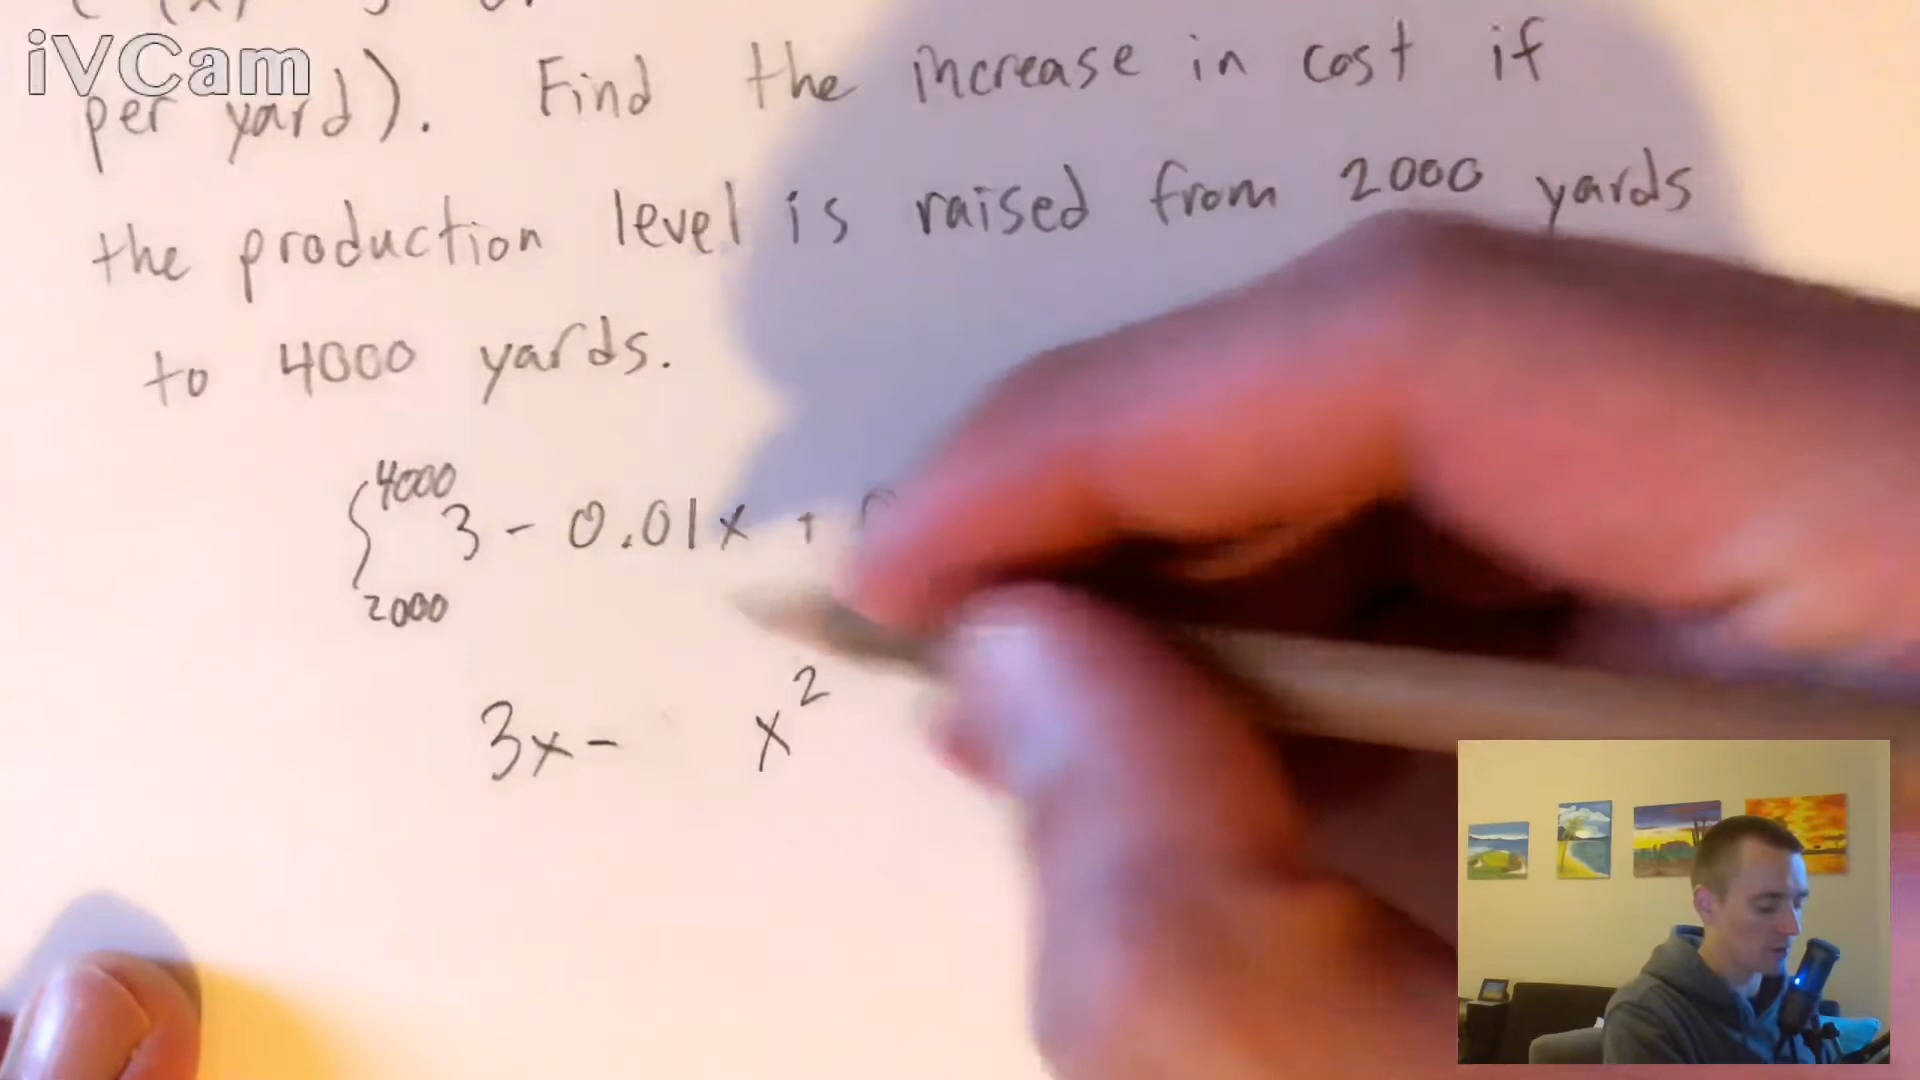 iVCam
per yard). Find the increase in cost if
the production level is raised from 2000 yards
to 4000 yards.
∫
4000
2000
3 - 0.01x +
3x - x²